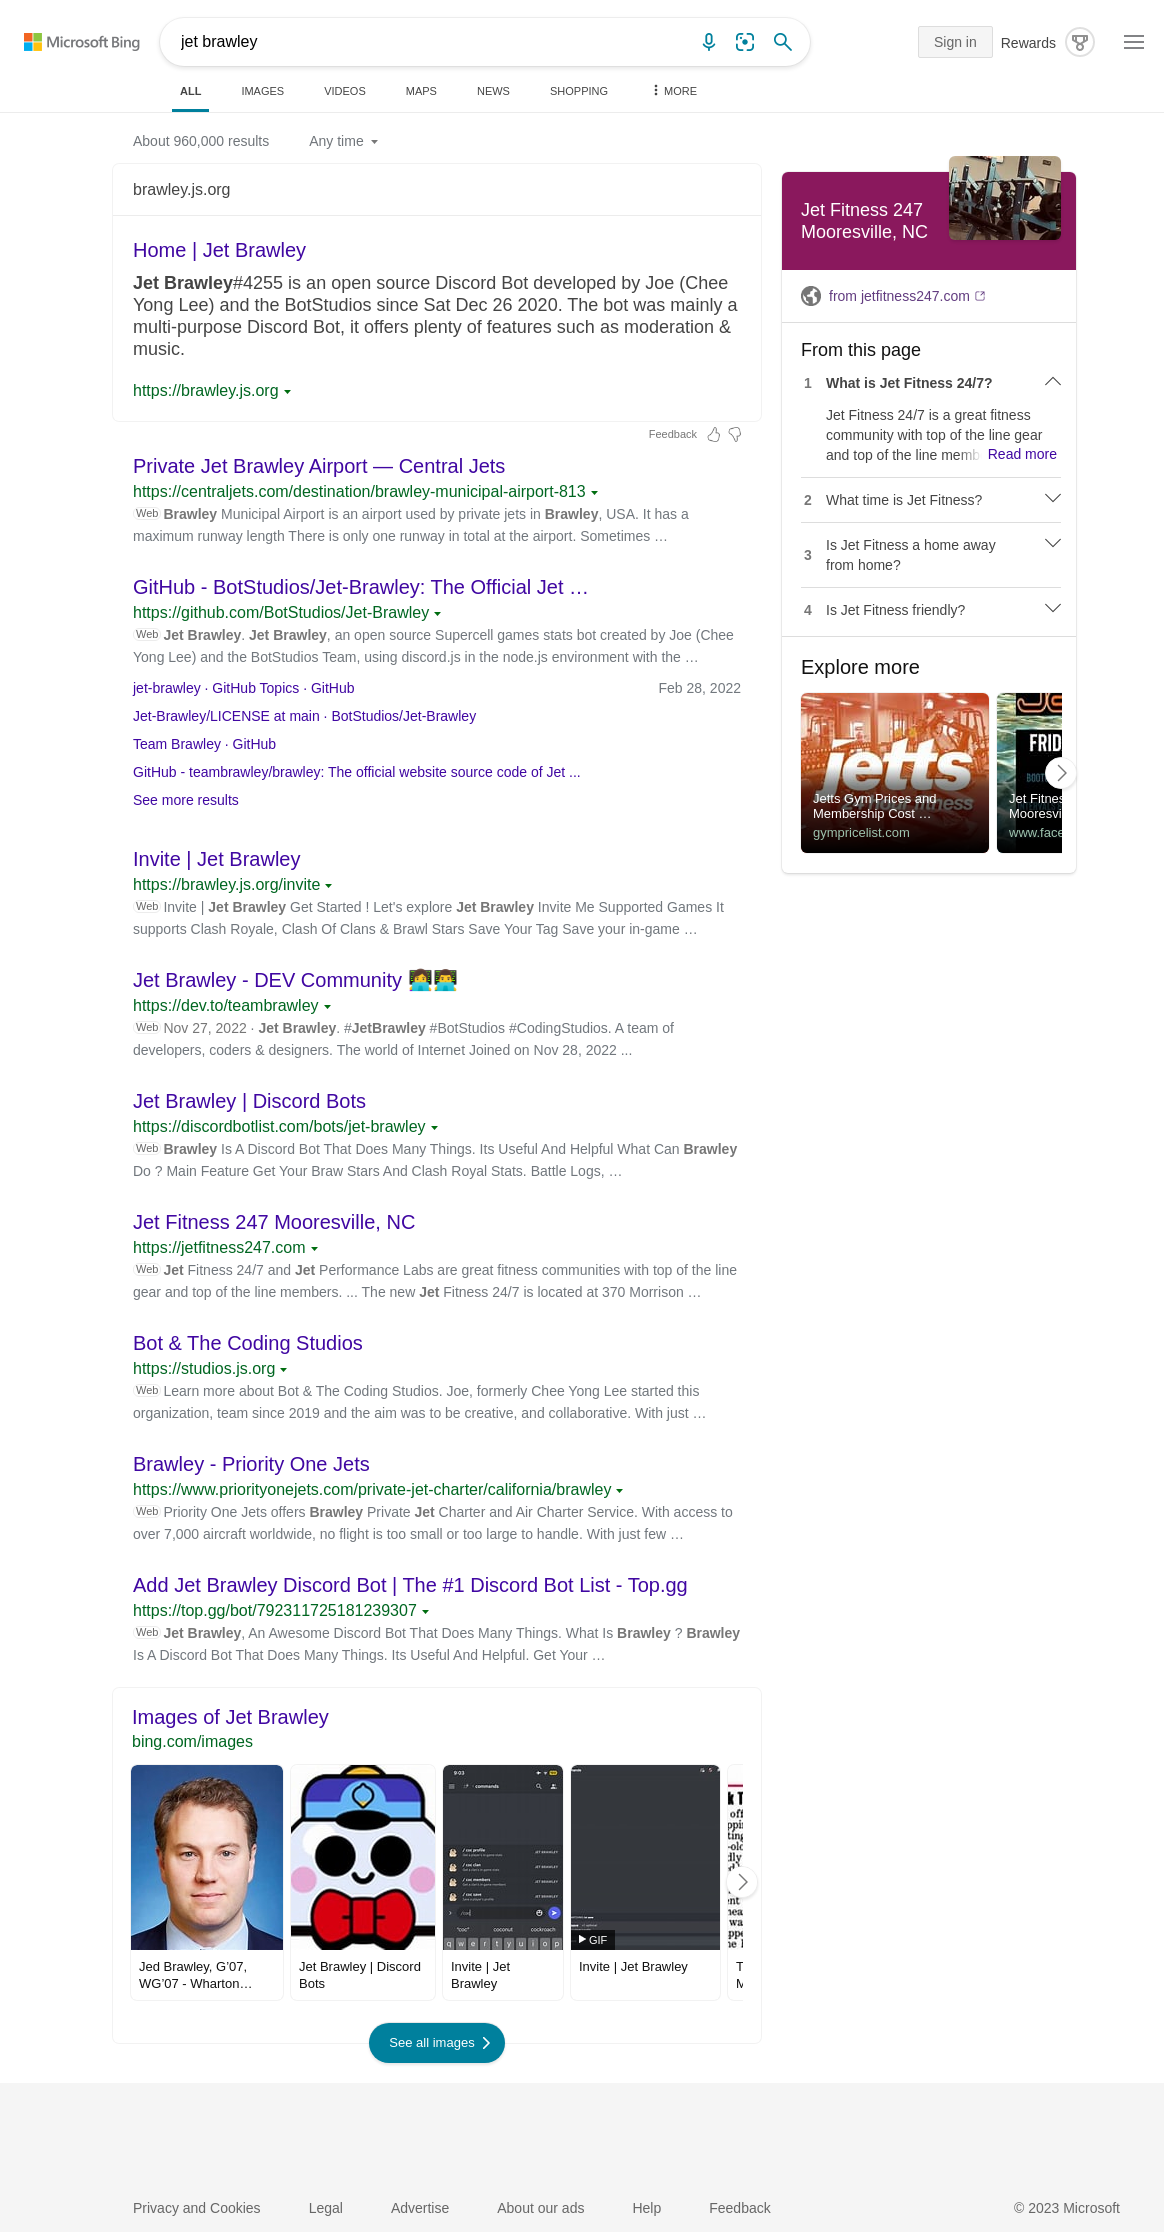 Microsoft Bing
jet brawley
Sign in
Rewards
ALL
IMAGES
VIDEOS
MAPS
NEWS
SHOPPING
MORE
About 960,000 results
Any time
brawley.js.org
Home | Jet Brawley
Jet Brawley#4255 is an open source Discord Bot developed by Joe (Chee
Yong Lee) and the BotStudios since Sat Dec 26 2020. The bot was mainly a
multi-purpose Discord Bot, it offers plenty of features such as moderation &
music.
https://brawley.js.org
Feedback
Private Jet Brawley Airport — Central Jets
https://centraljets.com/destination/brawley-municipal-airport-813
Web Brawley Municipal Airport is an airport used by private jets in Brawley, USA. It has a
maximum runway length There is only one runway in total at the airport. Sometimes …
GitHub - BotStudios/Jet-Brawley: The Official Jet …
https://github.com/BotStudios/Jet-Brawley
Web Jet Brawley. Jet Brawley, an open source Supercell games stats bot created by Joe (Chee
Yong Lee) and the BotStudios Team, using discord.js in the node.js environment with the …
jet-brawley · GitHub Topics · GitHub
Feb 28, 2022
Jet-Brawley/LICENSE at main · BotStudios/Jet-Brawley
Team Brawley · GitHub
GitHub - teambrawley/brawley: The official website source code of Jet ...
See more results
Invite | Jet Brawley
https://brawley.js.org/invite
Web Invite | Jet Brawley Get Started ! Let's explore Jet Brawley Invite Me Supported Games It
supports Clash Royale, Clash Of Clans & Brawl Stars Save Your Tag Save your in-game …
Jet Brawley - DEV Community 👩‍💻👨‍💻
https://dev.to/teambrawley
Web Nov 27, 2022 · Jet Brawley. #JetBrawley #BotStudios #CodingStudios. A team of
developers, coders & designers. The world of Internet Joined on Nov 28, 2022 ...
Jet Brawley | Discord Bots
https://discordbotlist.com/bots/jet-brawley
Web Brawley Is A Discord Bot That Does Many Things. Its Useful And Helpful What Can Brawley
Do ? Main Feature Get Your Braw Stars And Clash Royal Stats. Battle Logs, …
Jet Fitness 247 Mooresville, NC
https://jetfitness247.com
Web Jet Fitness 24/7 and Jet Performance Labs are great fitness communities with top of the line
gear and top of the line members. ... The new Jet Fitness 24/7 is located at 370 Morrison …
Bot & The Coding Studios
https://studios.js.org
Web Learn more about Bot & The Coding Studios. Joe, formerly Chee Yong Lee started this
organization, team since 2019 and the aim was to be creative, and collaborative. With just …
Brawley - Priority One Jets
https://www.priorityonejets.com/private-jet-charter/california/brawley
Web Priority One Jets offers Brawley Private Jet Charter and Air Charter Service. With access to
over 7,000 aircraft worldwide, no flight is too small or too large to handle. With just few …
Add Jet Brawley Discord Bot | The #1 Discord Bot List - Top.gg
https://top.gg/bot/792311725181239307
Web Jet Brawley, An Awesome Discord Bot That Does Many Things. What Is Brawley ? Brawley
Is A Discord Bot That Does Many Things. Its Useful And Helpful. Get Your …
Images of Jet Brawley
bing.com/images
9:03
commands
/ coc profile
/ coc clan
/ coc members
/ coc save
JET BRAWLEY
JET BRAWLEY
JET BRAWLEY
JET BRAWLEY
/coc
"coc"
coconut
cockroach
q w e r t y u i o p
GIF
Jed Brawley, G'07,
WG'07 - Wharton…
Jet Brawley | Discord
Bots
Invite | Jet
Brawley
Invite | Jet Brawley
See all images
Jet Fitness 247
Mooresville, NC
from jetfitness247.com
From this page
1 What is Jet Fitness 24/7?
Jet Fitness 24/7 is a great fitness
community with top of the line gear
and top of the line memb Read more
2 What time is Jet Fitness?
3 Is Jet Fitness a home away
from home?
4 Is Jet Fitness friendly?
Explore more
jetts
24 hour fitness
Jetts Gym Prices and
Membership Cost …
gympricelist.com
FRID
BOOT
Jet Fitnes
Mooresvi
www.face
Privacy and Cookies
Legal
Advertise
About our ads
Help
Feedback
© 2023 Microsoft